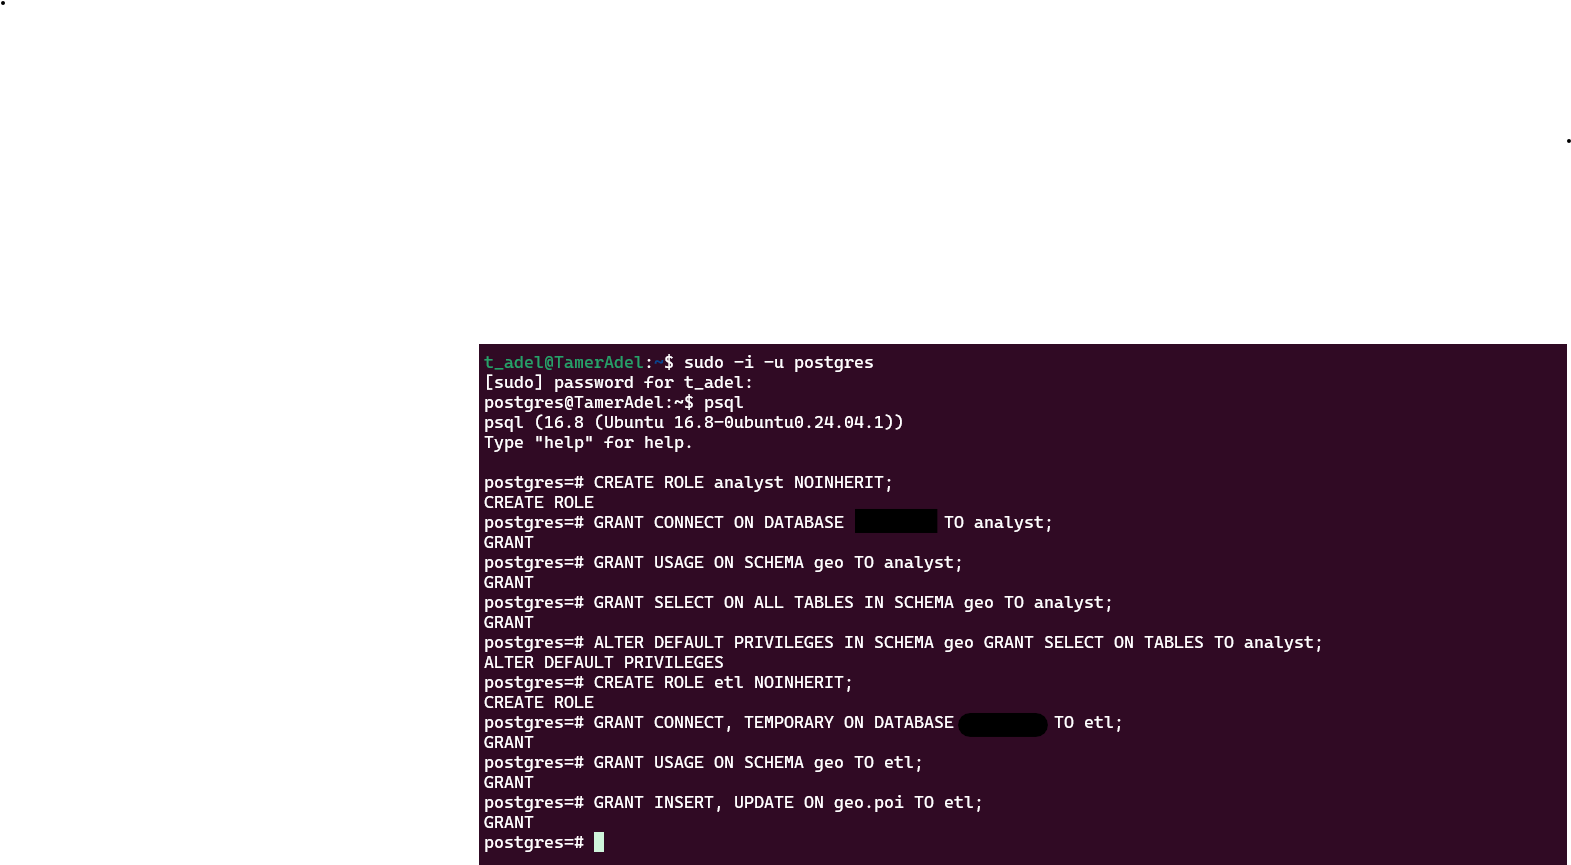 t_adel@TamerAdel:~$ sudo -i -u postgres
[sudo] password for t_adel:
postgres@TamerAdel:~$ psql
psql (16.8 (Ubuntu 16.8-0ubuntu0.24.04.1))
Type "help" for help.
postgres=# CREATE ROLE analyst NOINHERIT;
CREATE ROLE
postgres=# GRANT CONNECT ON DATABASE TO analyst;
GRANT
postgres=# GRANT USAGE ON SCHEMA geo TO analyst;
GRANT
postgres=# GRANT SELECT ON ALL TABLES IN SCHEMA geo TO analyst;
GRANT
postgres=# ALTER DEFAULT PRIVILEGES IN SCHEMA geo GRANT SELECT ON TABLES TO analyst;
ALTER DEFAULT PRIVILEGES
postgres=# CREATE ROLE etl NOINHERIT;
CREATE ROLE
postgres=# GRANT CONNECT, TEMPORARY ON DATABASE TO etl;
GRANT
postgres=# GRANT USAGE ON SCHEMA geo TO etl;
GRANT
postgres=# GRANT INSERT, UPDATE ON geo.poi TO etl;
GRANT
postgres=#